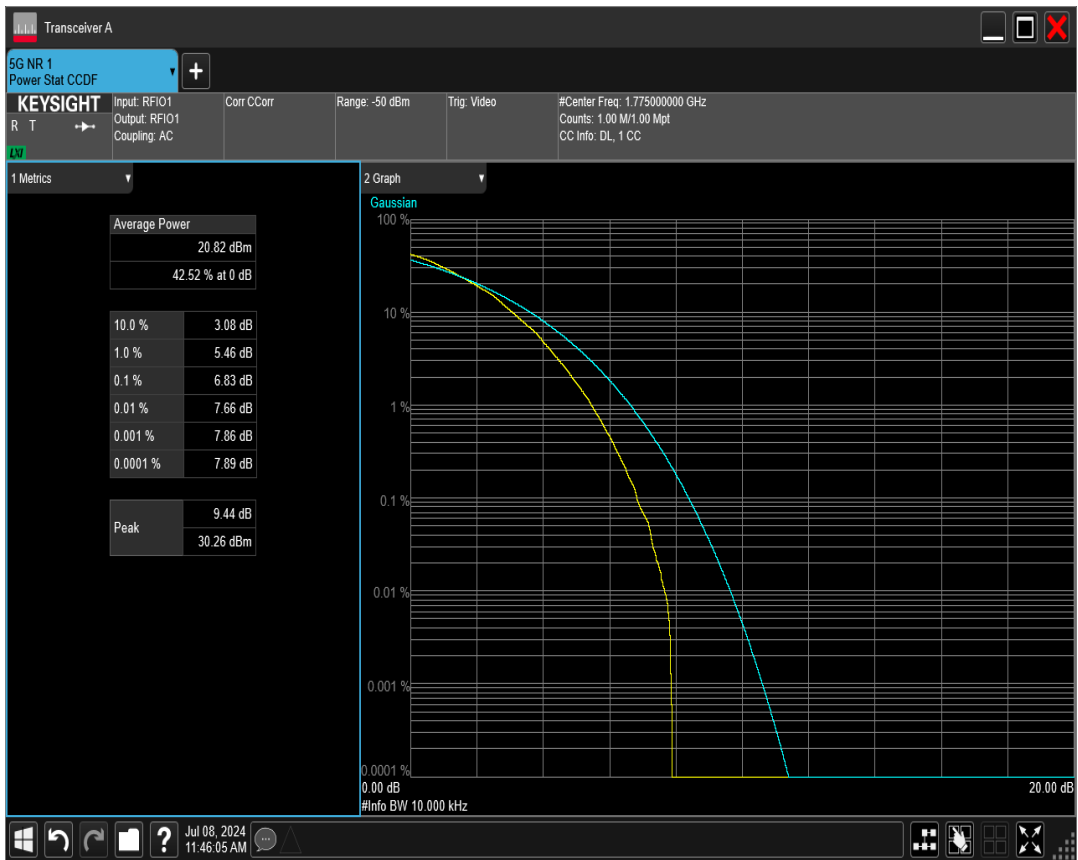 Transceiver A
5G NR 1
Power Stat CCDF
+
KEYSIGHT
R T
LXI
Input: RFIO1
Output: RFIO1
Coupling: AC
Corr CCorr
Range: -50 dBm
Trig: Video
#Center Freq: 1.775000000 GHz
Counts: 1.00 M/1.00 Mpt
CC Info: DL, 1 CC
1 Metrics
Average Power
20.82 dBm
42.52 % at 0 dB
10.0 % 3.08 dB
1.0 % 5.46 dB
0.1 % 6.83 dB
0.01 % 7.66 dB
0.001 % 7.86 dB
0.0001 % 7.89 dB
Peak
9.44 dB
30.26 dBm
2 Graph
Gaussian
100 %
10 %
1 %
0.1 %
0.01 %
0.001 %
0.0001 %
0.00 dB
20.00 dB
#Info BW 10.000 kHz
?
Jul 08, 2024
11:46:05 AM